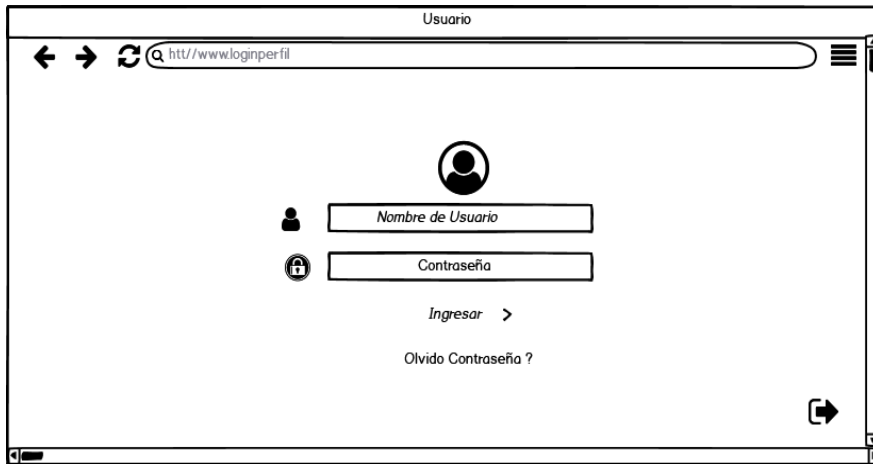 Usuario
htt//www.loginperfil
Nombre de Usuario
Contraseña
Ingresar >
Olvido Contraseña ?